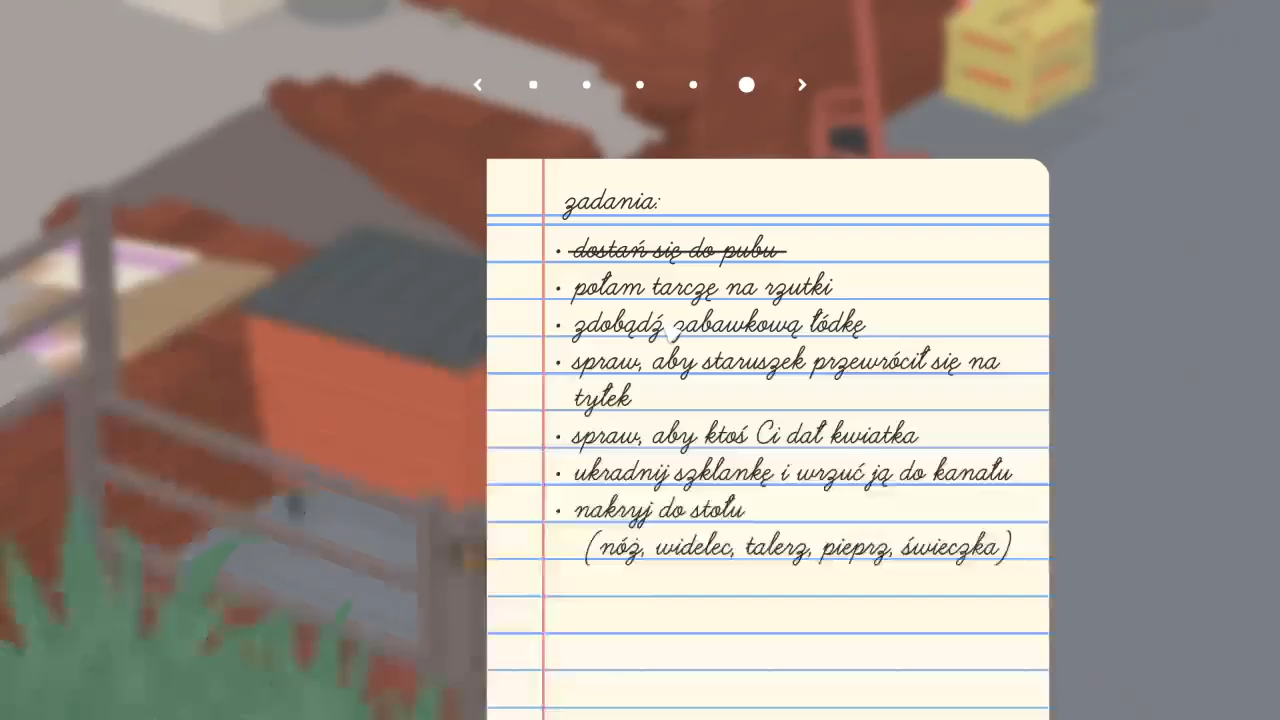 zadania:
• dostań się do pubu
• połam tarczę na rzutki
• zdobądź zabawkową łódkę
• spraw, aby staruszek przewrócił się na
tyłek
• spraw, aby ktoś Ci dał kwiatka
• ukradnij szklankę i wrzuć ją do kanału
• nakryj do stołu
(nóż, widelec, talerz, pieprz, świeczka)